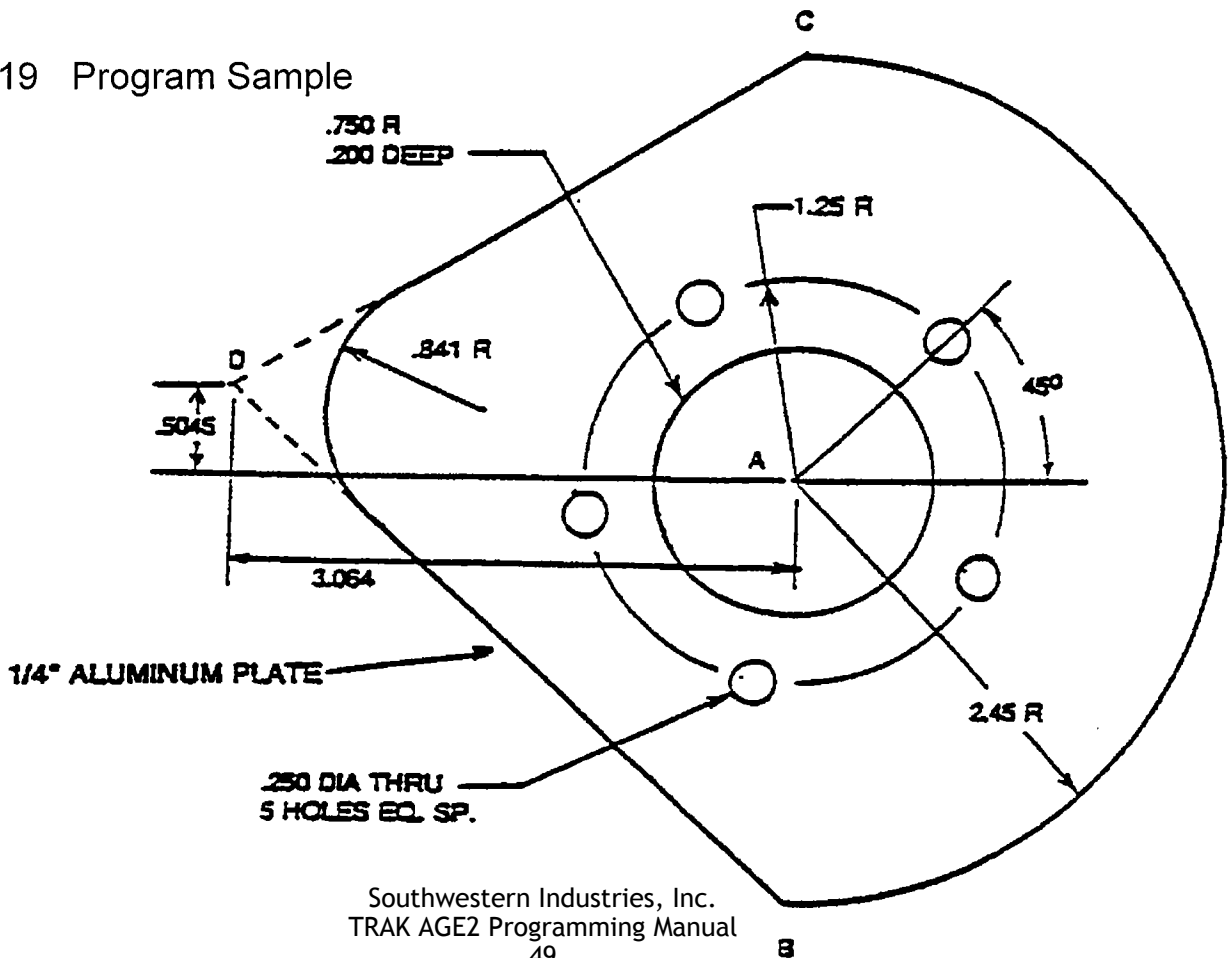 C
19 Program Sample
.750 R
.200 DEEP
1.25 R
D
.841 R
45°
.5045
A
3.064
1/4" ALUMINUM PLATE
2.45 R
.250 DIA THRU
5 HOLES EQ. SP.
Southwestern Industries, Inc.
TRAK AGE2 Programming Manual
49
B